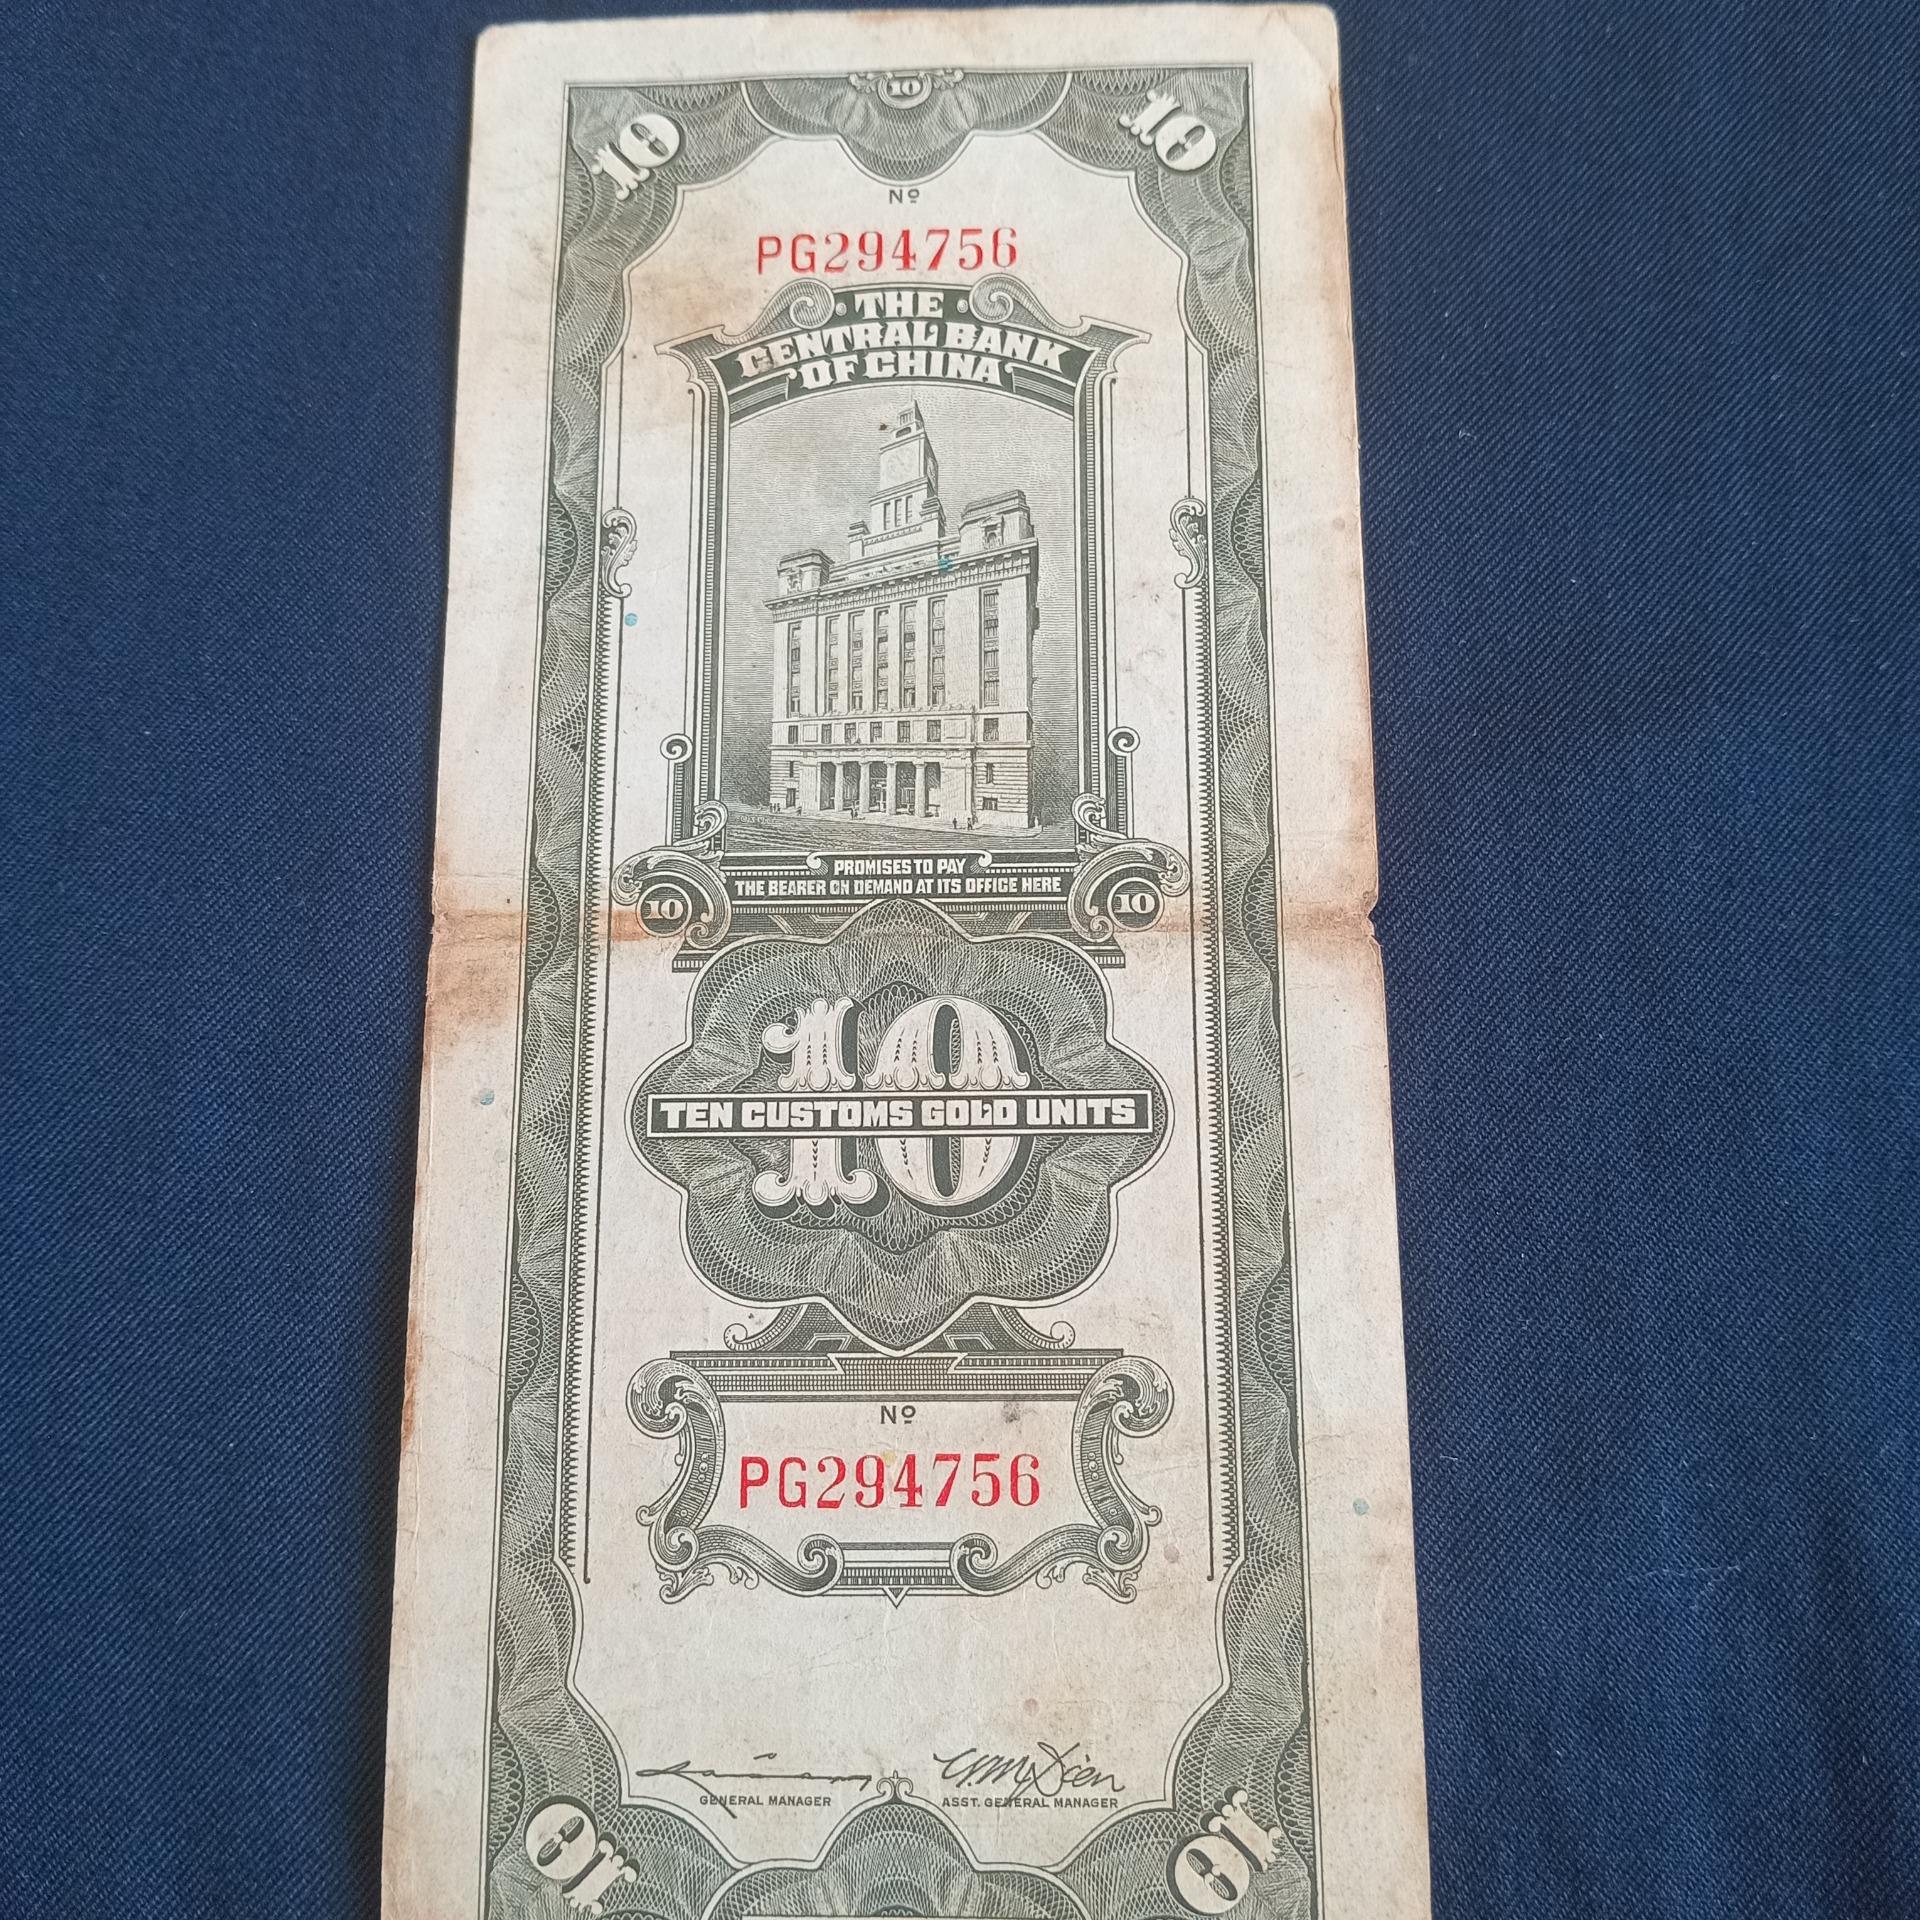 10
10 10
Nº
PG294756
THE
CENTRAL BANK
OF CHINA
PROMISES TO PAY
THE BEARER ON DEMAND AT ITS OFFICE HERE
10 10
10
TEN CUSTOMS GOLD UNITS
Nº
PG294756
GENERAL MANAGER ASST. GENERAL MANAGER
10 10